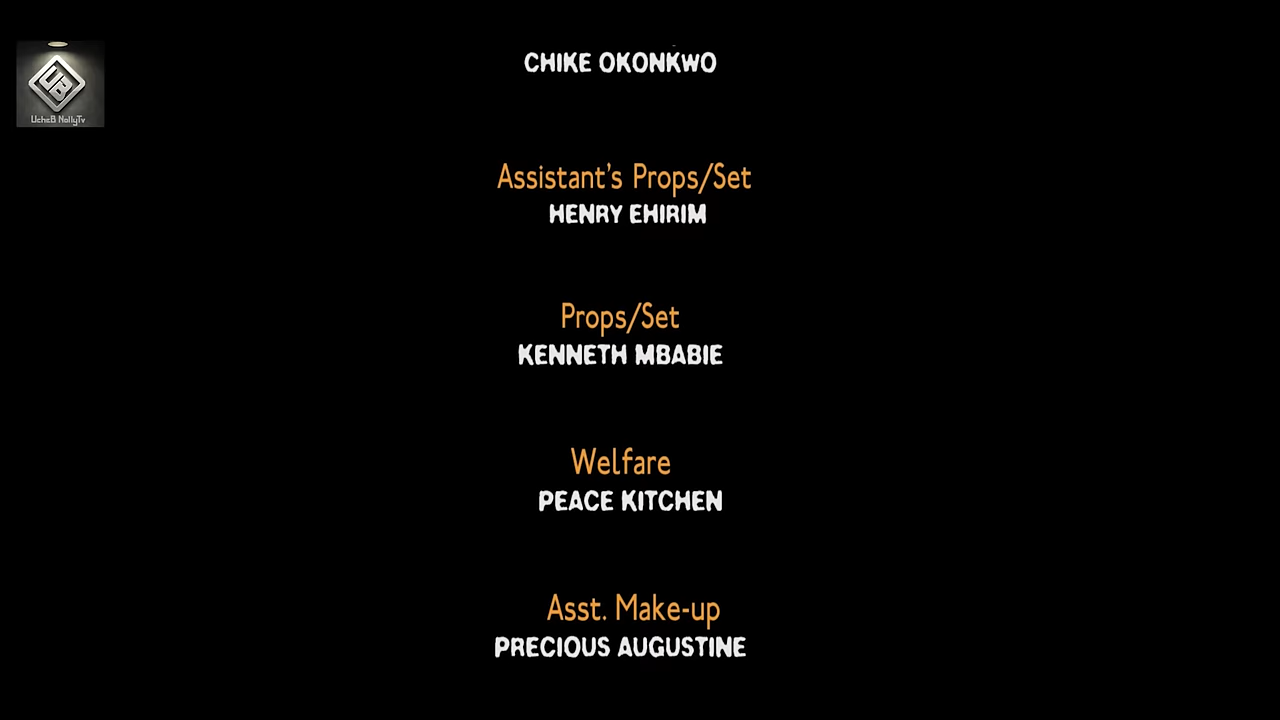 CHIKE OKONKWO
UB
UcheB NollyTv
Assistant's Props/Set
HENRY EHIRIM
Props/Set
KENNETH MBABIE
Welfare
PEACE KITCHEN
Asst. Make-up
PRECIOUS AUGUSTINE